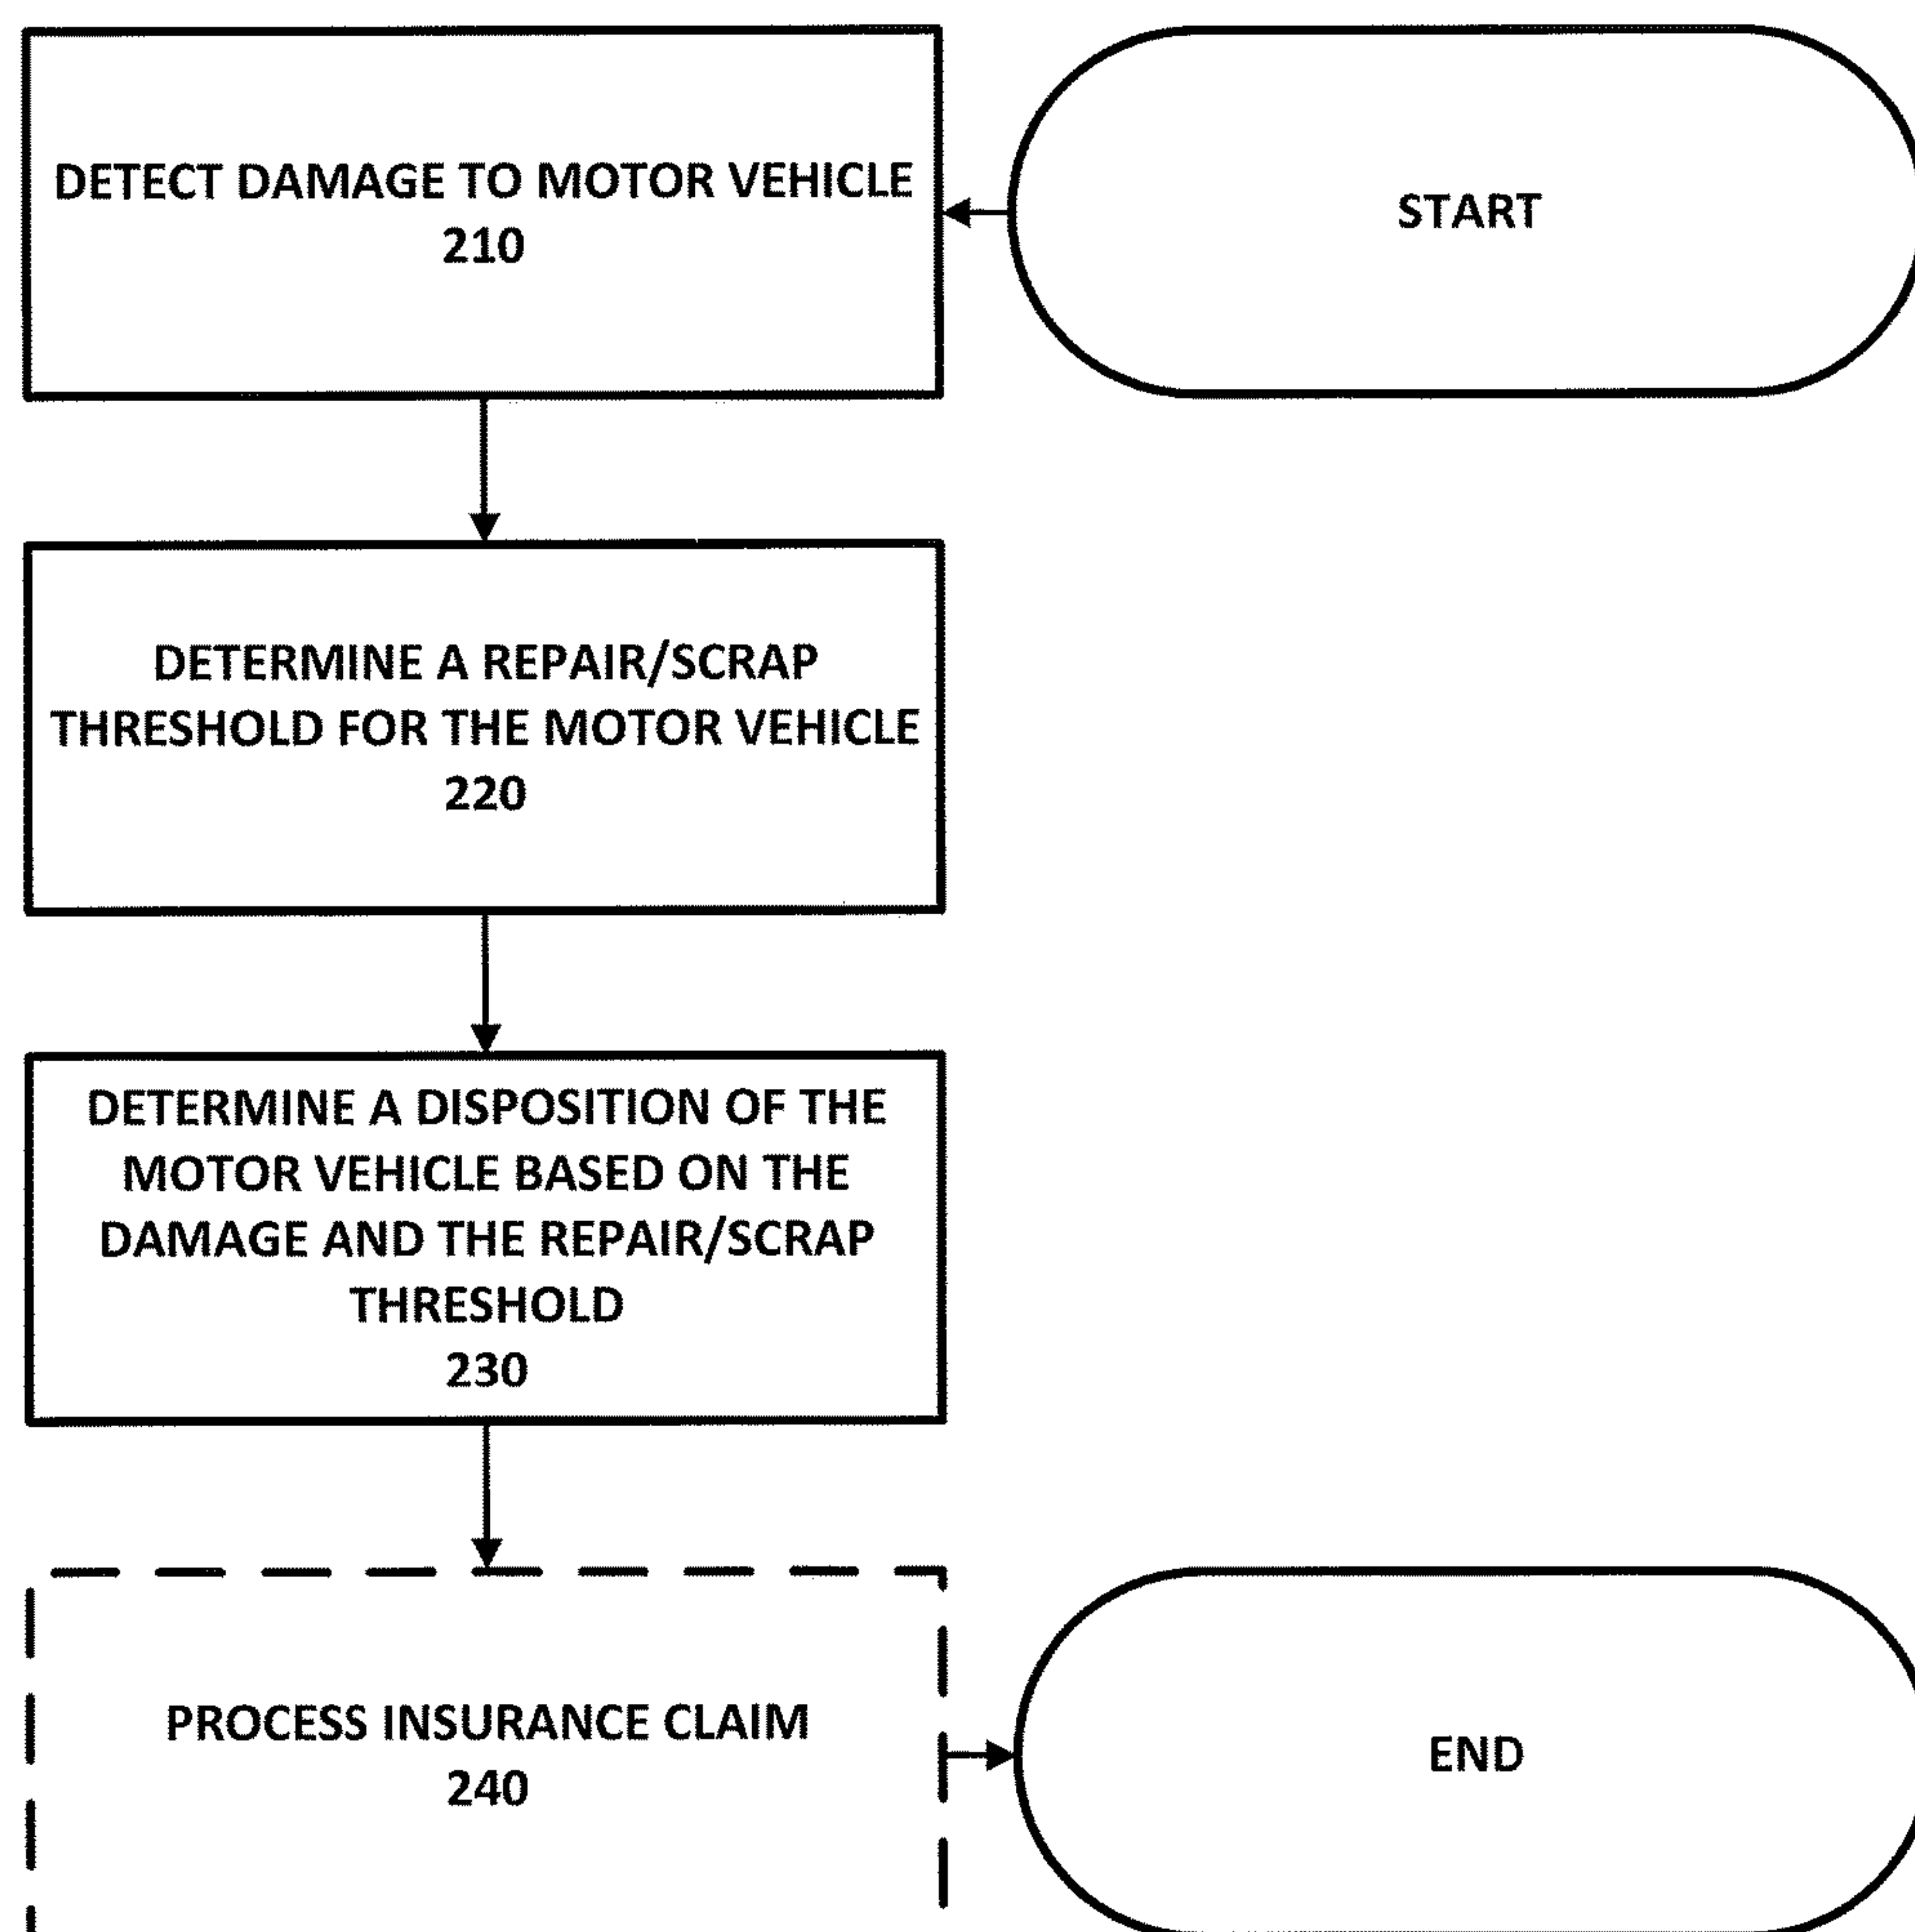 START
DETECT DAMAGE TO MOTOR VEHICLE
210
DETERMINE A REPAIR/SCRAP
THRESHOLD FOR THE MOTOR VEHICLE
220
DETERMINE A DISPOSITION OF THE
MOTOR VEHICLE BASED ON THE
DAMAGE AND THE REPAIR/SCRAP
THRESHOLD
230
PROCESS INSURANCE CLAIM
240
END